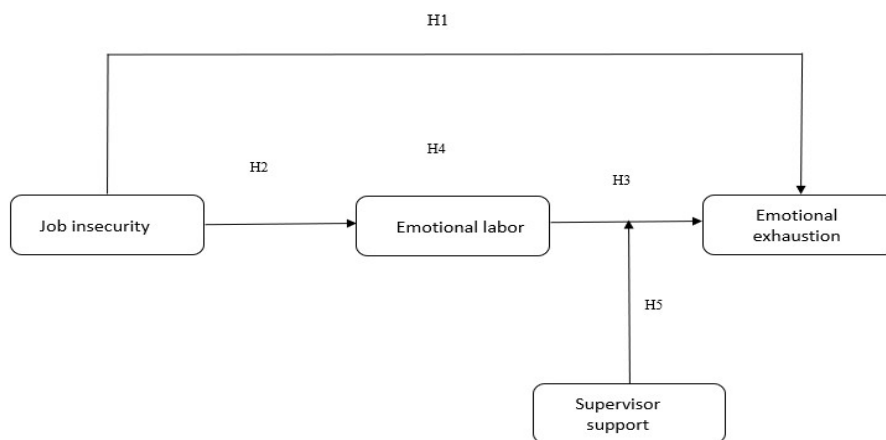 H1
H4
H2
H3
Job insecurity
Emotional labor
Emotional
exhaustion
H5
Supervisor
support